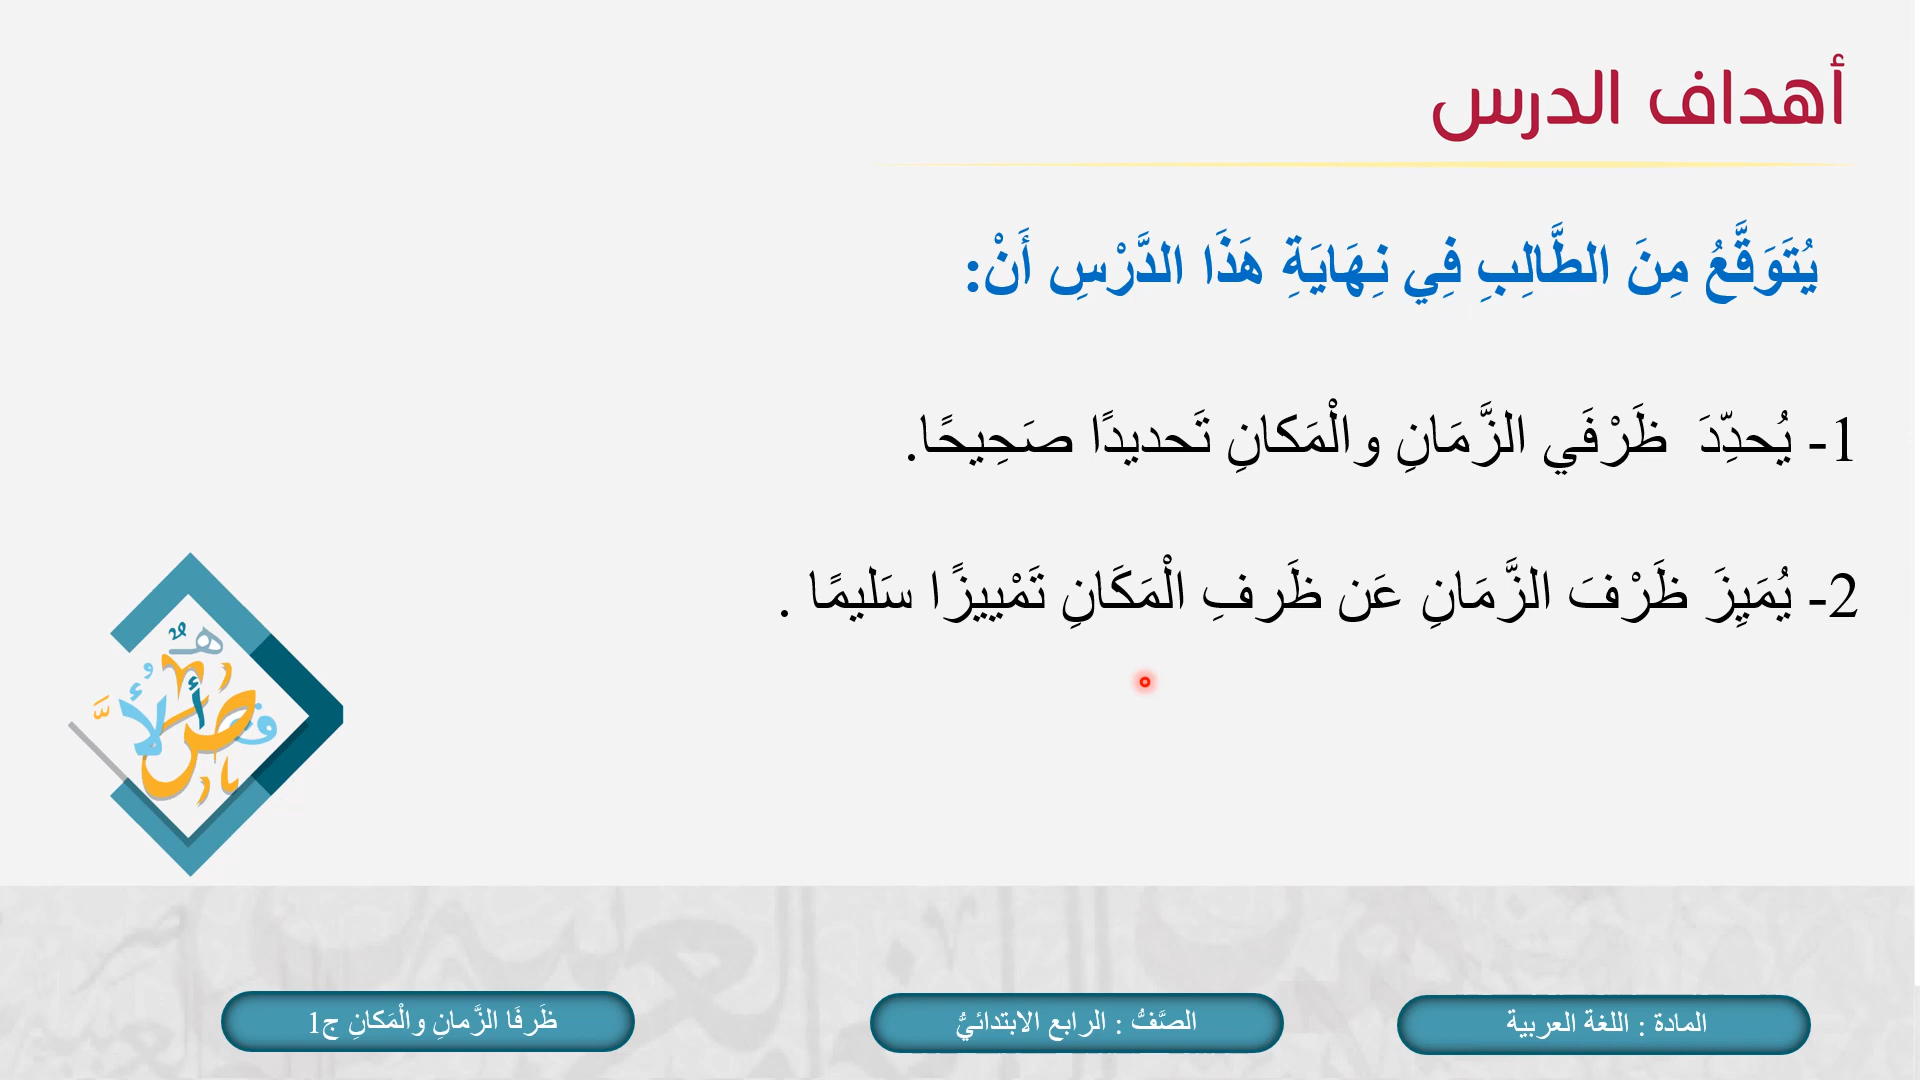 أهداف الدرس
يُتَوَقَّعُ مِنَ الطَّالِبِ فِي نِهَايَةِ هَذَا الدَّرْسِ أَنْ:
1- يُحدِّدَ ظَرْفَي الزَّمَانِ والْمَكانِ تَحديدًا صَحِيحًا.
2- يُمَيِزَ ظَرْفَ الزَّمَانِ عَن ظَرفِ الْمَكَانِ تَمْييزًا سَليمًا .
المادة : اللغة العربية
الصَّفُّ : الرابع الابتدائيُّ
ظَرفَا الزَّمانِ والْمَكانِ ج1